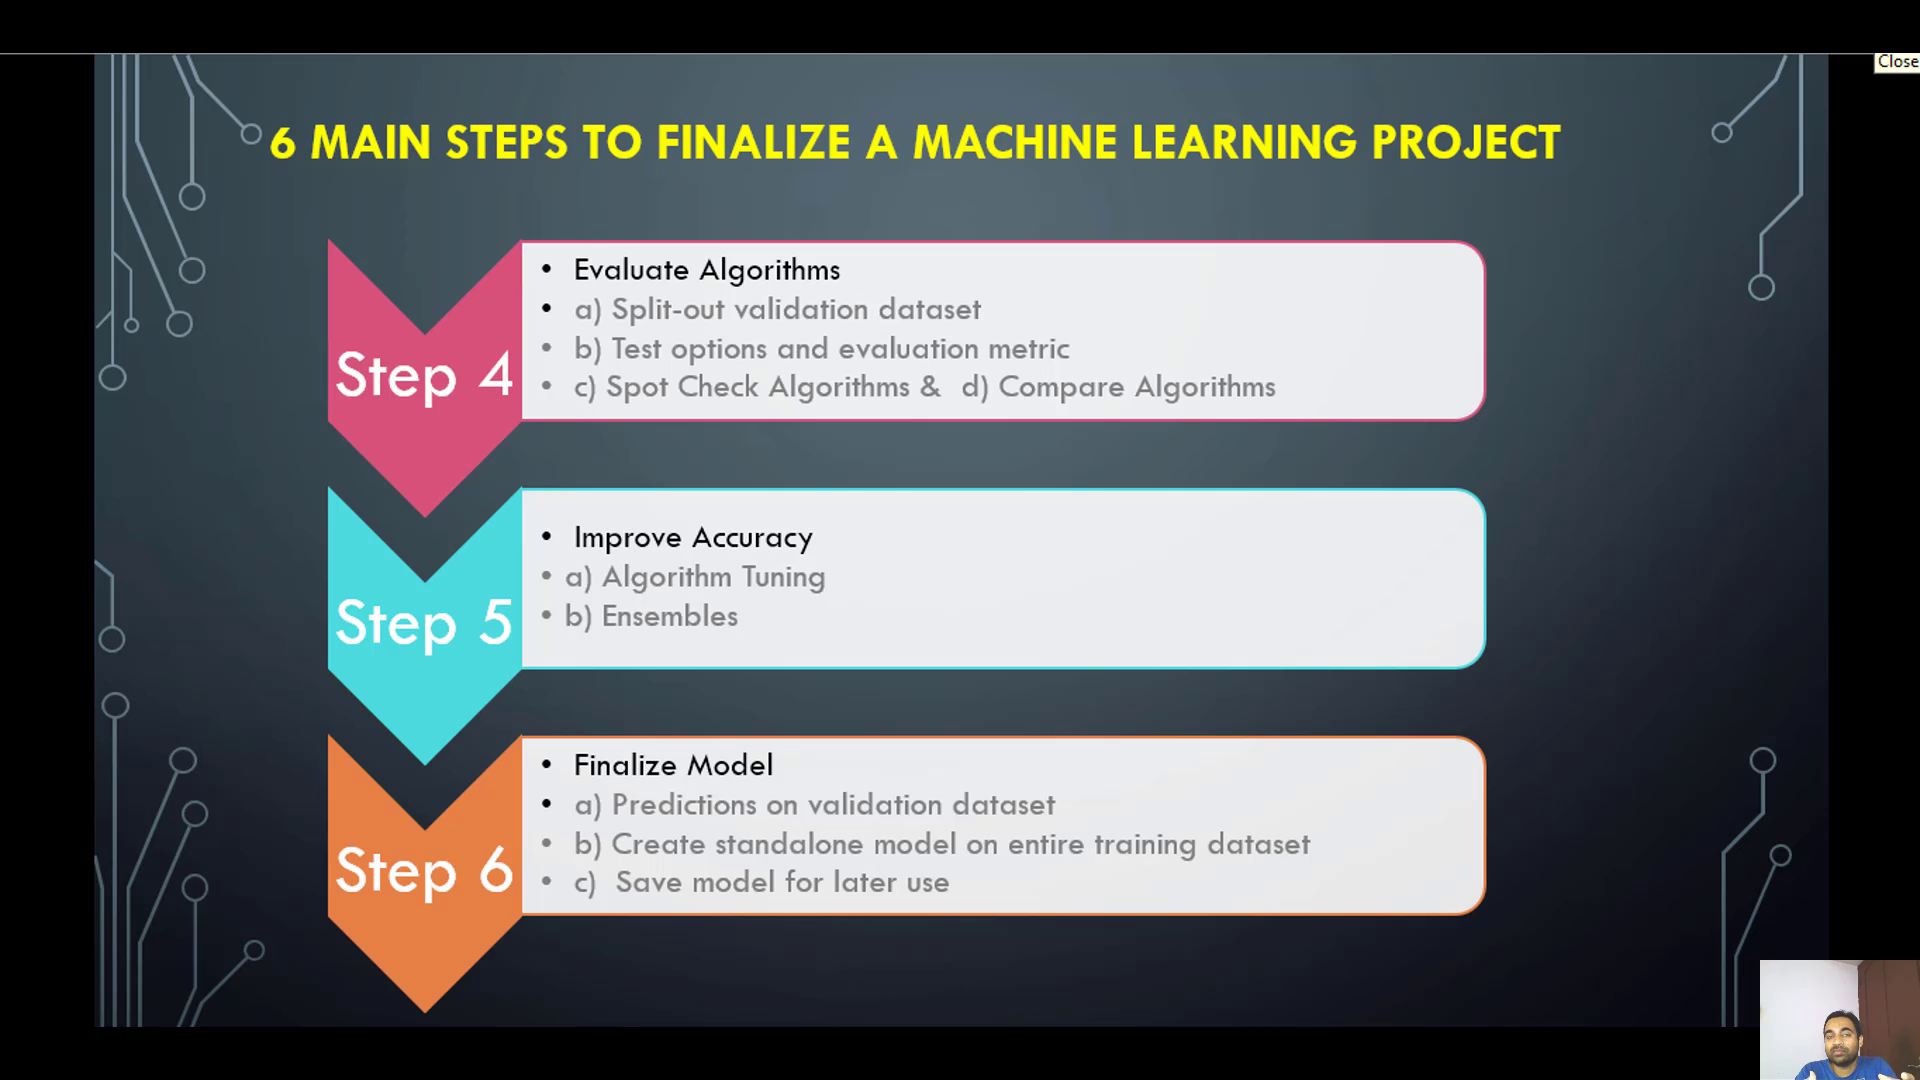 Close
6 MAIN STEPS TO FINALIZE A MACHINE LEARNING PROJECT
Step 4
• Evaluate Algorithms
• a) Split-out validation dataset
• b) Test options and evaluation metric
• c) Spot Check Algorithms & d) Compare Algorithms
Step 5
• Improve Accuracy
• a) Algorithm Tuning
• b) Ensembles
Step 6
• Finalize Model
• a) Predictions on validation dataset
• b) Create standalone model on entire training dataset
• c) Save model for later use